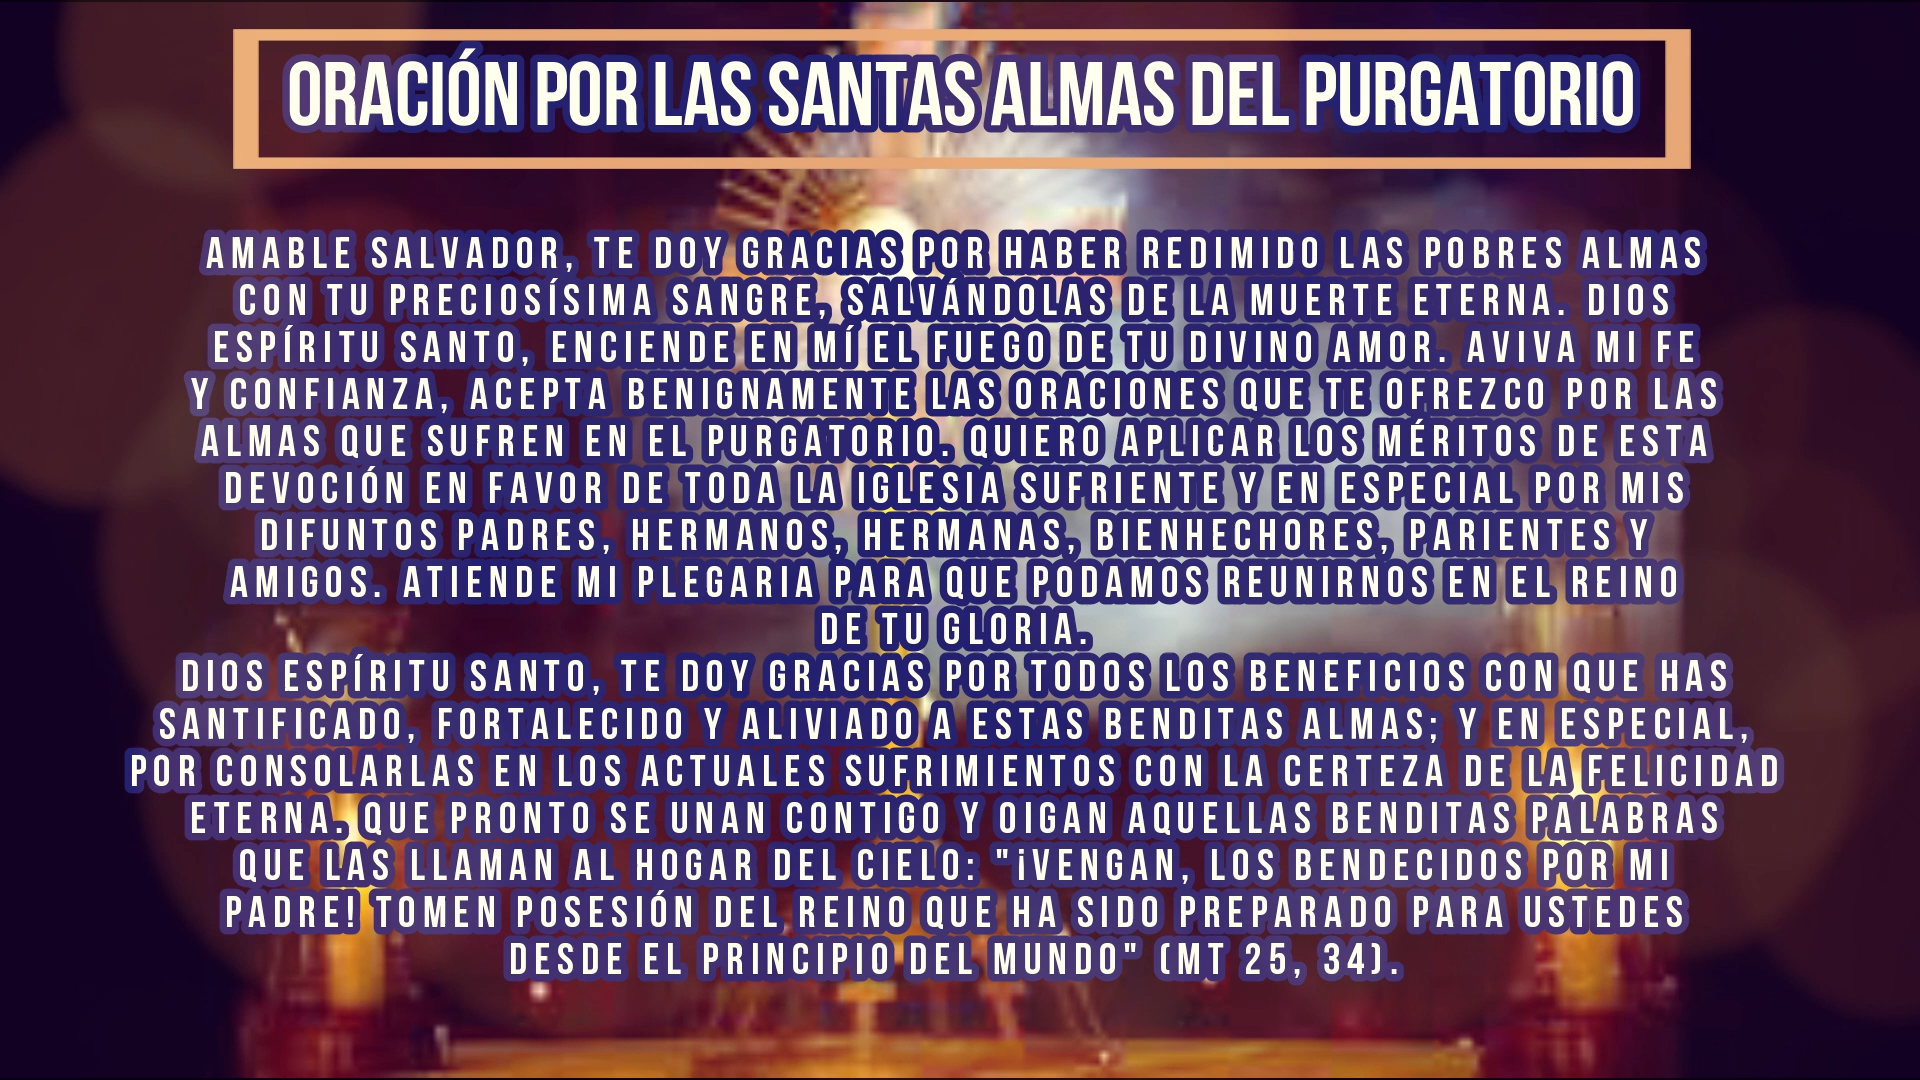 ORACIÓN POR LAS SANTAS ALMAS DEL PURGATORIO
AMABLE SALVADOR, TE DOY GRACIAS POR HABER REDIMIDO LAS POBRES ALMAS
CON TU PRECIOSÍSIMA SANGRE, SALVÁNDOLAS DE LA MUERTE ETERNA. DIOS
ESPÍRITU SANTO, ENCIENDE EN MÍ EL FUEGO DE TU DIVINO AMOR. AVIVA MI FE
Y CONFIANZA, ACEPTA BENIGNAMENTE LAS ORACIONES QUE TE OFREZCO POR LAS
ALMAS QUE SUFREN EN EL PURGATORIO. QUIERO APLICAR LOS MÉRITOS DE ESTA
DEVOCIÓN EN FAVOR DE TODA LA IGLESIA SUFRIENTE Y EN ESPECIAL POR MIS
DIFUNTOS PADRES, HERMANOS, HERMANAS, BIENHECHORES, PARIENTES Y
AMIGOS. ATIENDE MI PLEGARIA PARA QUE PODAMOS REUNIRNOS EN EL REINO
DE TU GLORIA.
DIOS ESPÍRITU SANTO, TE DOY GRACIAS POR TODOS LOS BENEFICIOS CON QUE HAS
SANTIFICADO, FORTALECIDO Y ALIVIADO A ESTAS BENDITAS ALMAS; Y EN ESPECIAL,
POR CONSOLARLAS EN LOS ACTUALES SUFRIMIENTOS CON LA CERTEZA DE LA FELICIDAD
ETERNA. QUE PRONTO SE UNAN CONTIGO Y OIGAN AQUELLAS BENDITAS PALABRAS
QUE LAS LLAMAN AL HOGAR DEL CIELO: "¡VENGAN, LOS BENDECIDOS POR MI
PADRE! TOMEN POSESIÓN DEL REINO QUE HA SIDO PREPARADO PARA USTEDES
DESDE EL PRINCIPIO DEL MUNDO" (MT 25, 34).